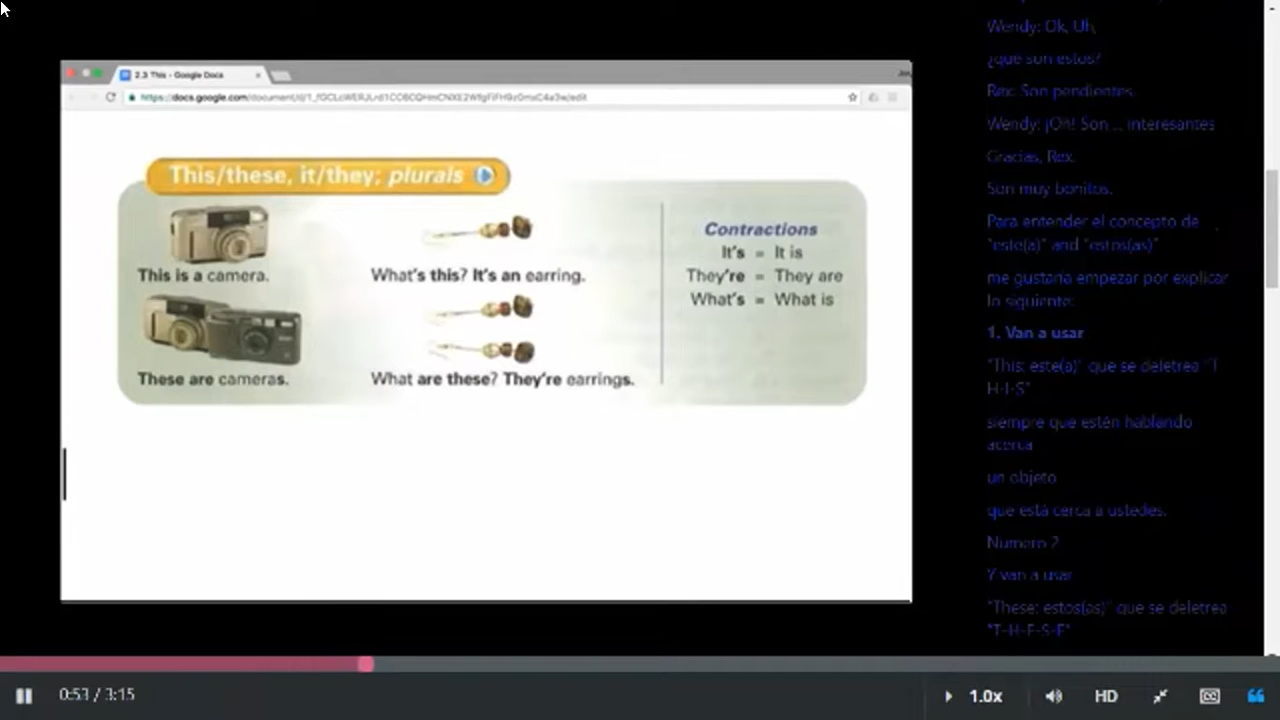 2.3 This - Google Docs
This/these, it/they; plurals
This is a camera.
What's this? It's an earring.
These are cameras.
What are these? They're earrings.
Contractions
It's = It is
They're = They are
What's = What is
Wendy: Ok, Uh,
¿qué son estos?
Rex: Son pendientes.
Wendy: ¡Oh! Son... interesantes
Gracias, Rex.
Son muy bonitos.
Para entender el concepto de
"este(a)" and "estos(as)"
me gustaría empezar por explicar
lo siguiente:
1. Van a usar
"This: este(a)" que se deletrea "T-
H-I-S"
siempre que estén hablando
acerca
un objeto
que está cerca a ustedes.
Numero 2
Y van a usar
"These: estos(as)" que se deletrea
"T-H-E-S-E"
0:53 / 3:15
1.0x
HD